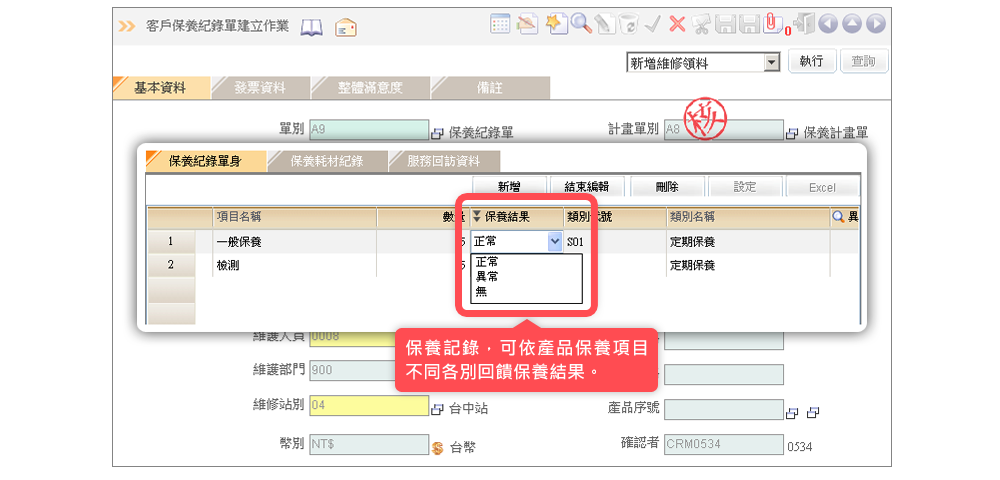 客戶保養紀錄單建立作業
0
新增維修領料 執行 查詢
基本資料 發票資料 整體滿意度 備註
單別 A9 保養紀錄單 計畫單別 A8 保養計畫單
保養紀錄單身 保養耗材紀錄 服務回訪資料
新增 結束編輯 刪除 設定 Excel
項目名稱 數量 保養結果 類別代號 類別名稱 異
1 一般保養 5 正常 S01 定期保養
2 檢測 5 定期保養
正常
異常
無
維護人員 0008
保養記錄，可依產品保養項目
不同各別回饋保養結果。
維護部門 900
維修站別 04 台中站 產品序號
幣別 NT$ 台幣 確認者 CRM0534 0534